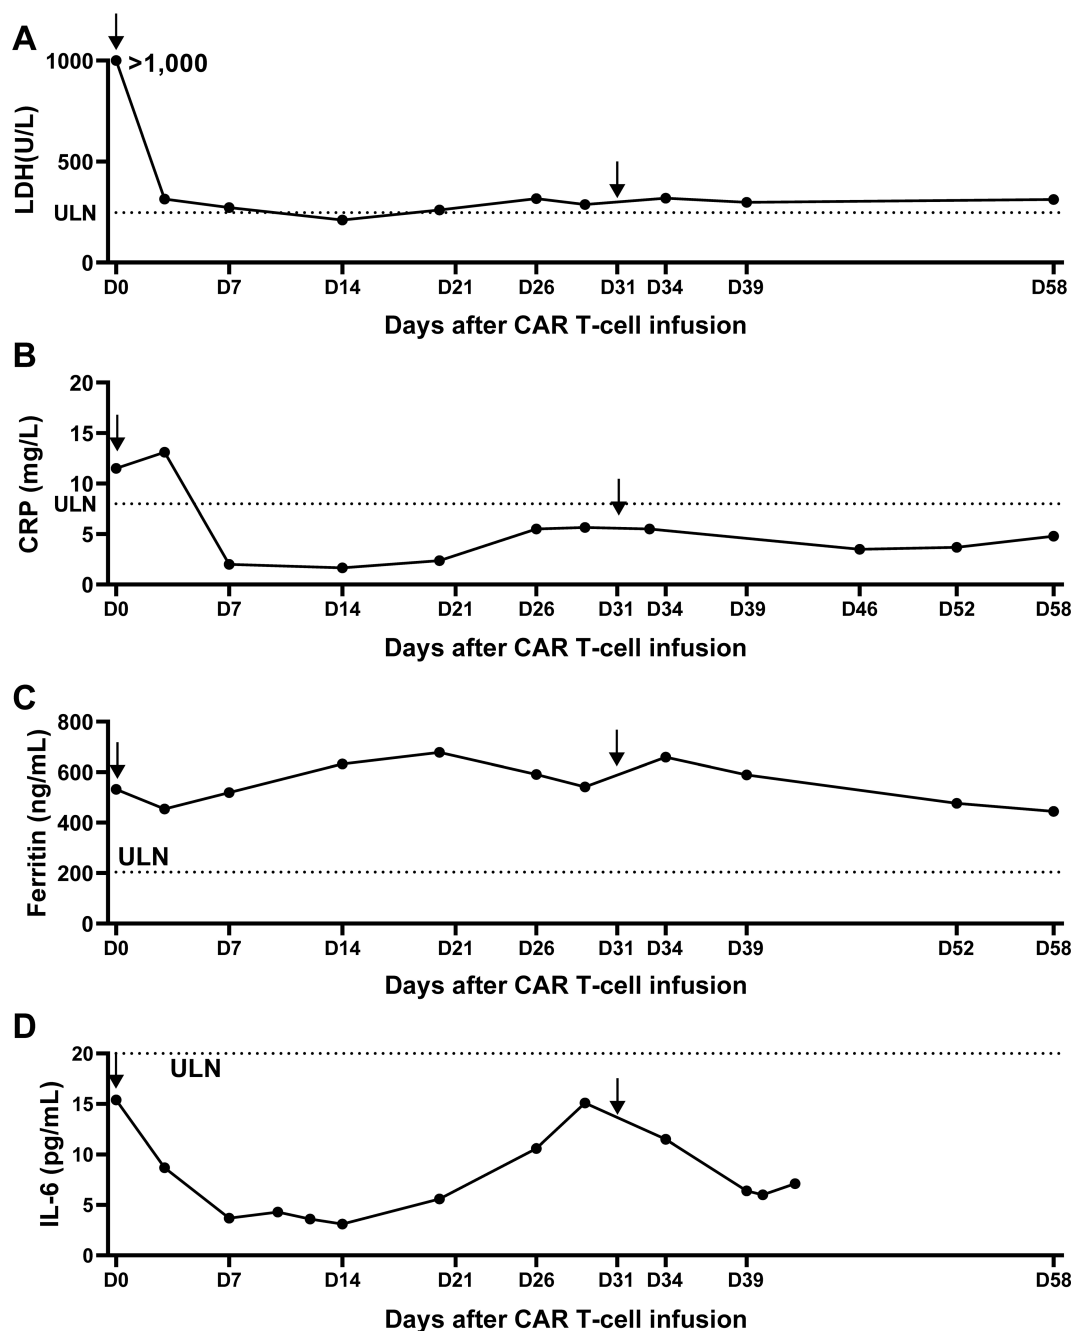 A
>1,000
LDH(U/L)
1000
500
ULN
0
D0 D7 D14 D21 D26 D31 D34 D39 D58
Days after CAR T-cell infusion
B
CRP (mg/L)
20
15
10
ULN
5
0
D0 D7 D14 D21 D26 D31 D34 D39 D46 D52 D58
Days after CAR T-cell infusion
C
Ferritin (ng/mL)
800
600
400
ULN
200
0
D0 D7 D14 D21 D26 D31 D34 D39 D52 D58
Days after CAR T-cell infusion
D
IL-6 (pg/mL)
20
ULN
15
10
5
0
D0 D7 D14 D21 D26 D31 D34 D39 D58
Days after CAR T-cell infusion